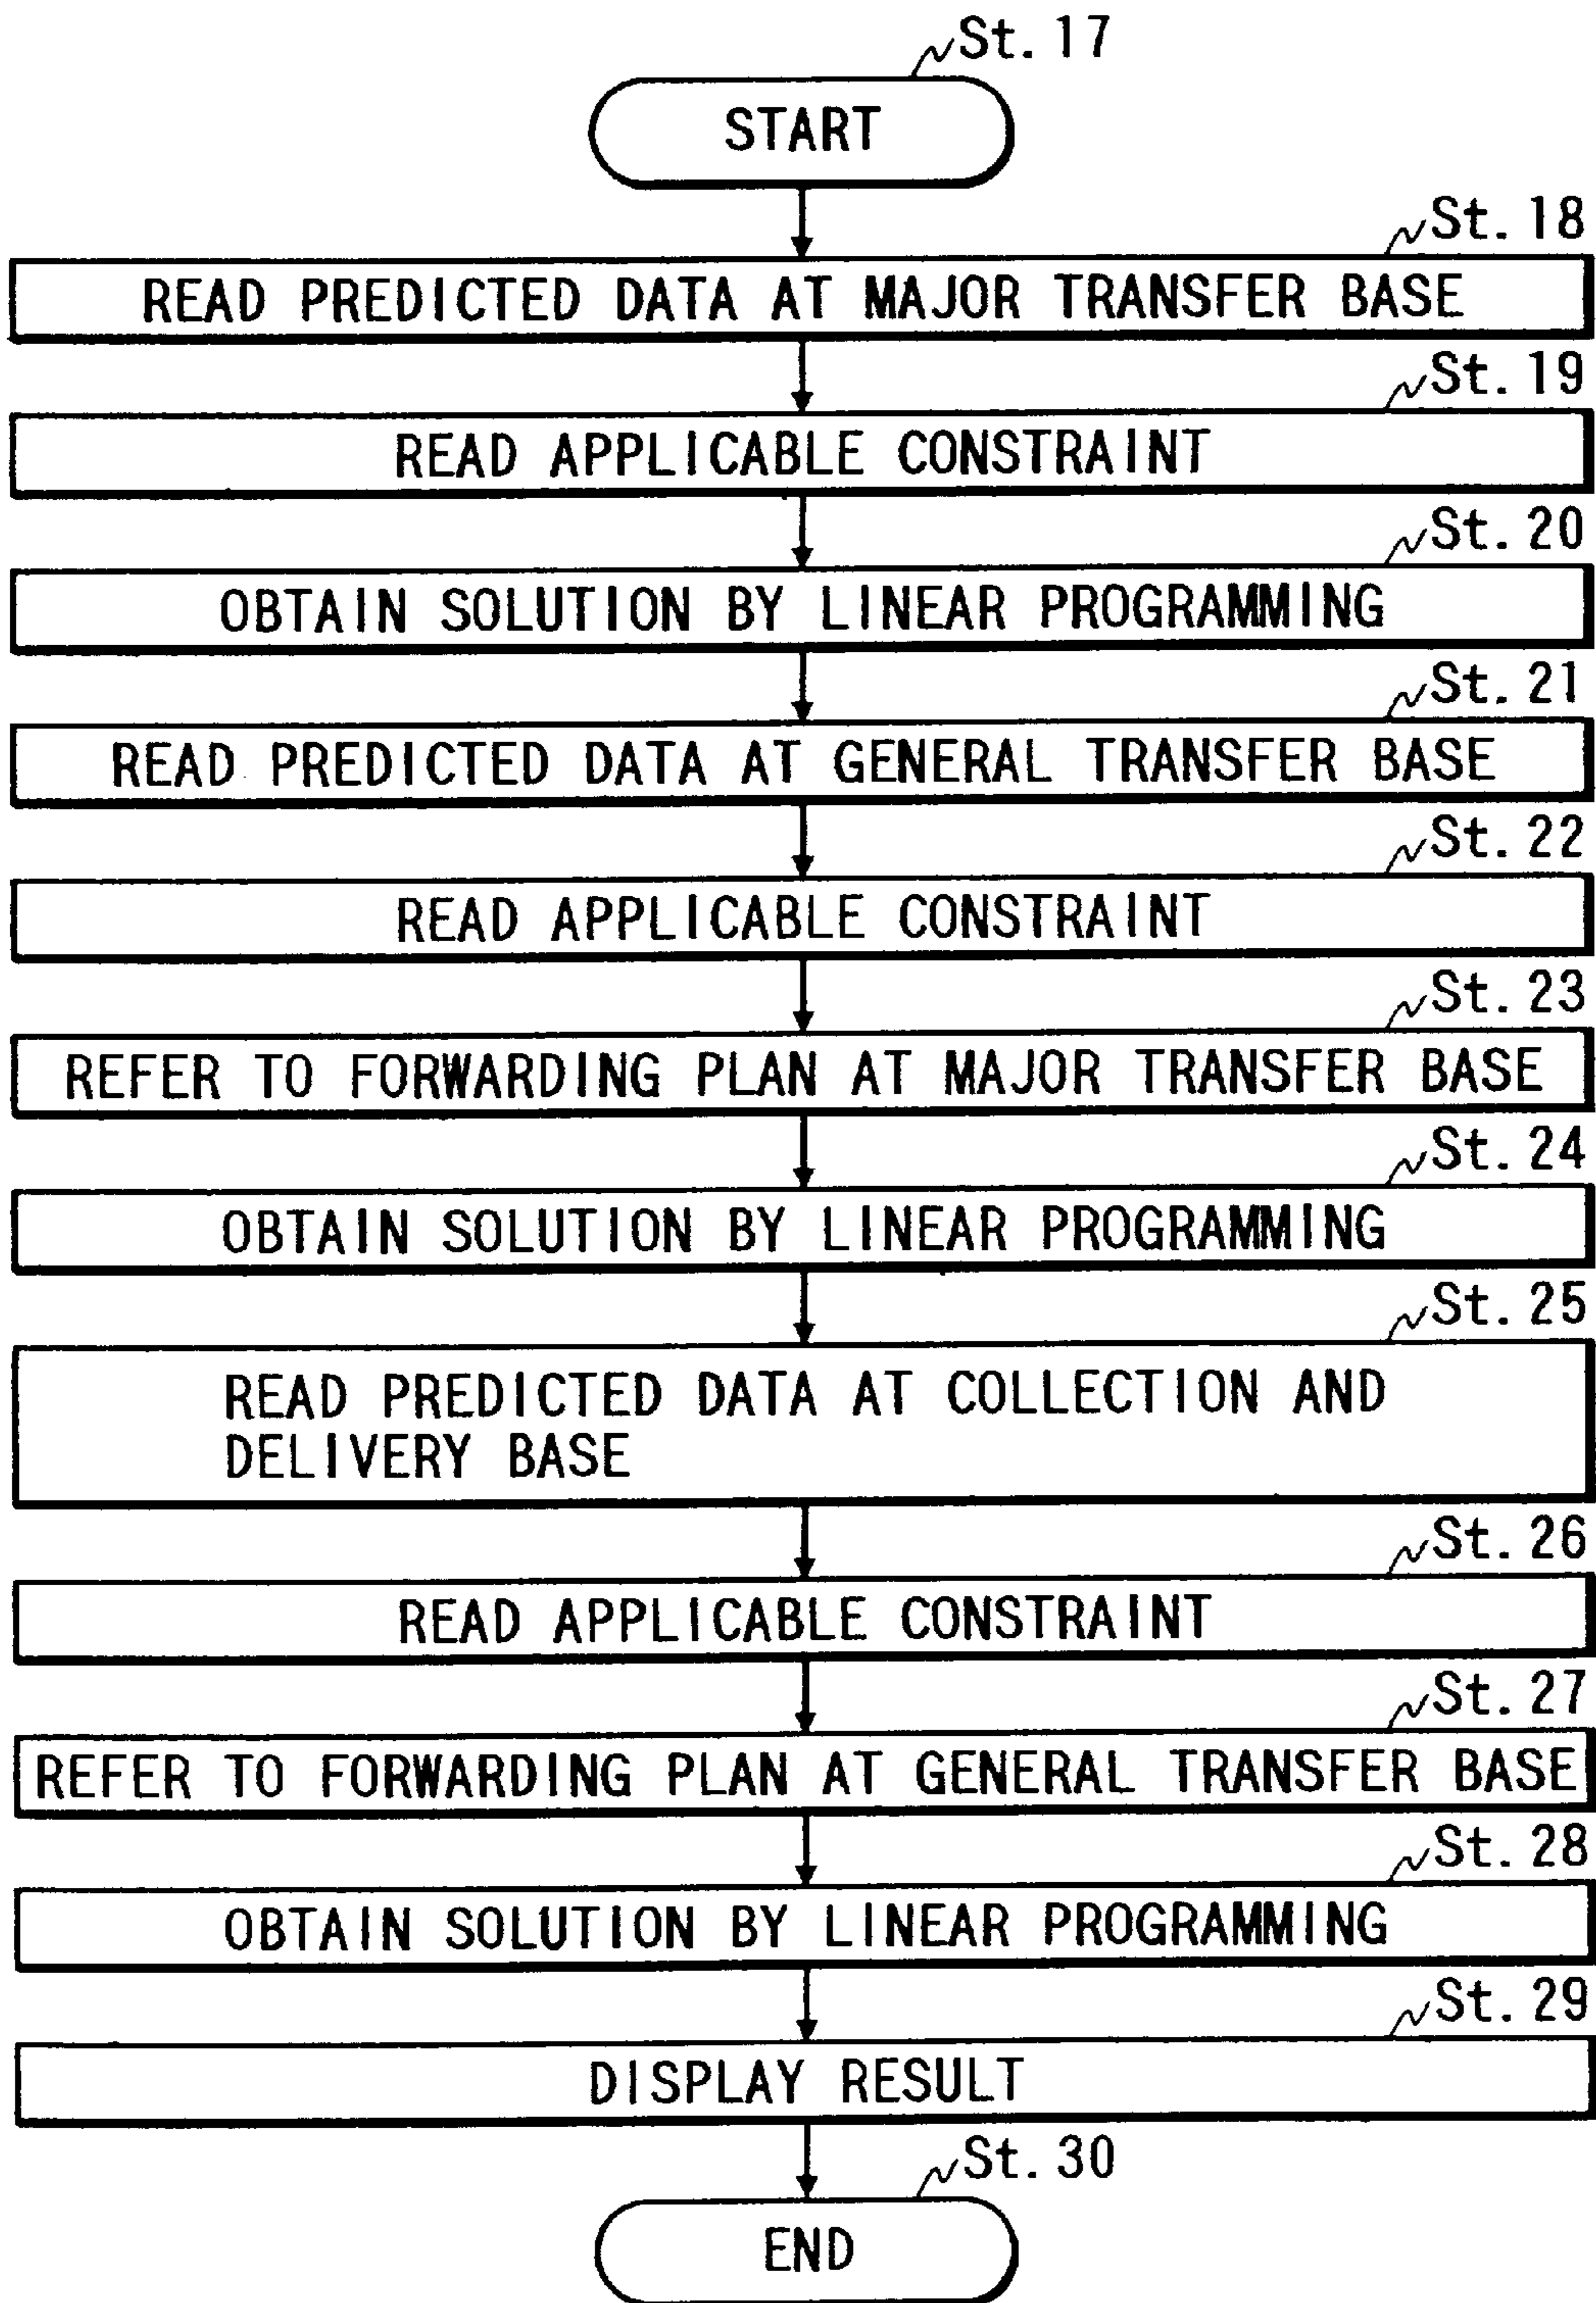 St. 17
START
St. 18
READ PREDICTED DATA AT MAJOR TRANSFER BASE
St. 19
READ APPLICABLE CONSTRAINT
St. 20
OBTAIN SOLUTION BY LINEAR PROGRAMMING
St. 21
READ PREDICTED DATA AT GENERAL TRANSFER BASE
St. 22
READ APPLICABLE CONSTRAINT
St. 23
REFER TO FORWARDING PLAN AT MAJOR TRANSFER BASE
St. 24
OBTAIN SOLUTION BY LINEAR PROGRAMMING
St. 25
READ PREDICTED DATA AT COLLECTION AND
DELIVERY BASE
St. 26
READ APPLICABLE CONSTRAINT
St. 27
REFER TO FORWARDING PLAN AT GENERAL TRANSFER BASE
St. 28
OBTAIN SOLUTION BY LINEAR PROGRAMMING
St. 29
DISPLAY RESULT
St. 30
END